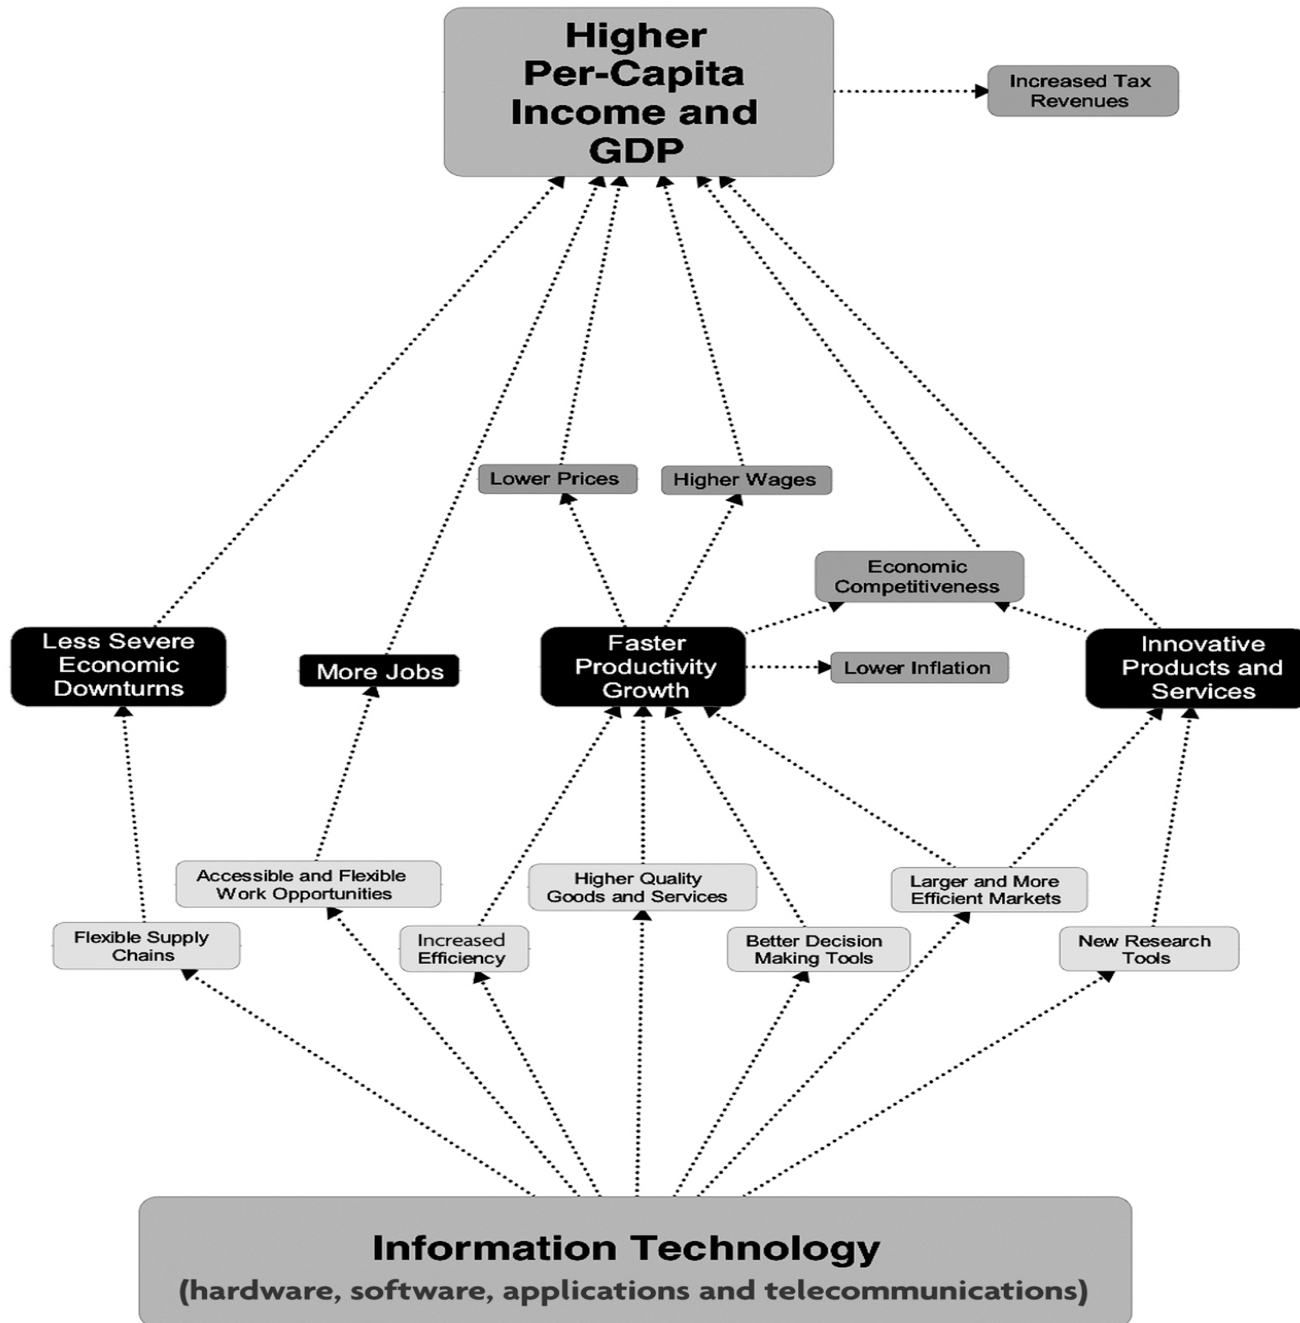 Higher
Per-Capita
Income and
GDP
Increased Tax
Revenues
Lower Prices
Higher Wages
Economic
Competitiveness
Less Severe
Economic
Downturns
More Jobs
Faster
Productivity
Growth
Lower Inflation
Innovative
Products and
Services
Accessible and Flexible
Work Opportunities
Higher Quality
Goods and Services
Larger and More
Efficient Markets
Flexible Supply
Chains
Increased
Efficiency
Better Decision
Making Tools
New Research
Tools
Information Technology
(hardware, software, applications and telecommunications)